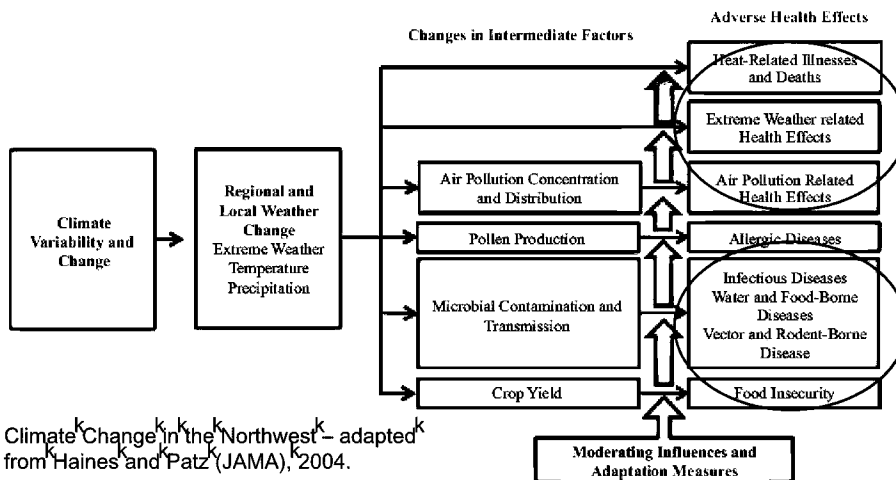 Adverse Health Effects
Changes in Intermediate Factors
Heat-Related Illnesses
and Deaths
Extreme Weather related
Health Effects
Climate
Variability and
Change
Regional and
Local Weather
Change
Extreme Weather
Temperature
Precipitation
Air Pollution Concentration
and Distribution
Air Pollution Related
Health Effects
Pollen Production
Allergic Diseases
Microbial Contamination and
Transmission
Infectious Diseases
Water and Food-Borne
Diseases
Vector and Rodent-Borne
Disease
Crop Yield
Food Insecurity
Moderating Influences and
Adaptation Measures
Climate k Change k in k the k Northwest k – adapted k
from k Haines k and k Patz k (JAMA), k 2004.